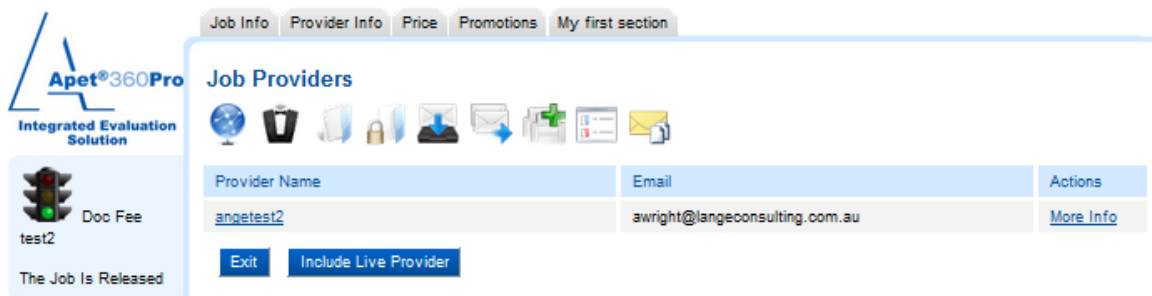 Job Info Provider Info Price Promotions My first section
Apet®360Pro
Integrated Evaluation
Solution
Job Providers
Provider Name Email Actions
angetest2 awright@langeconsulting.com.au More Info
Exit Include Live Provider
Doc Fee
test2
The Job Is Released